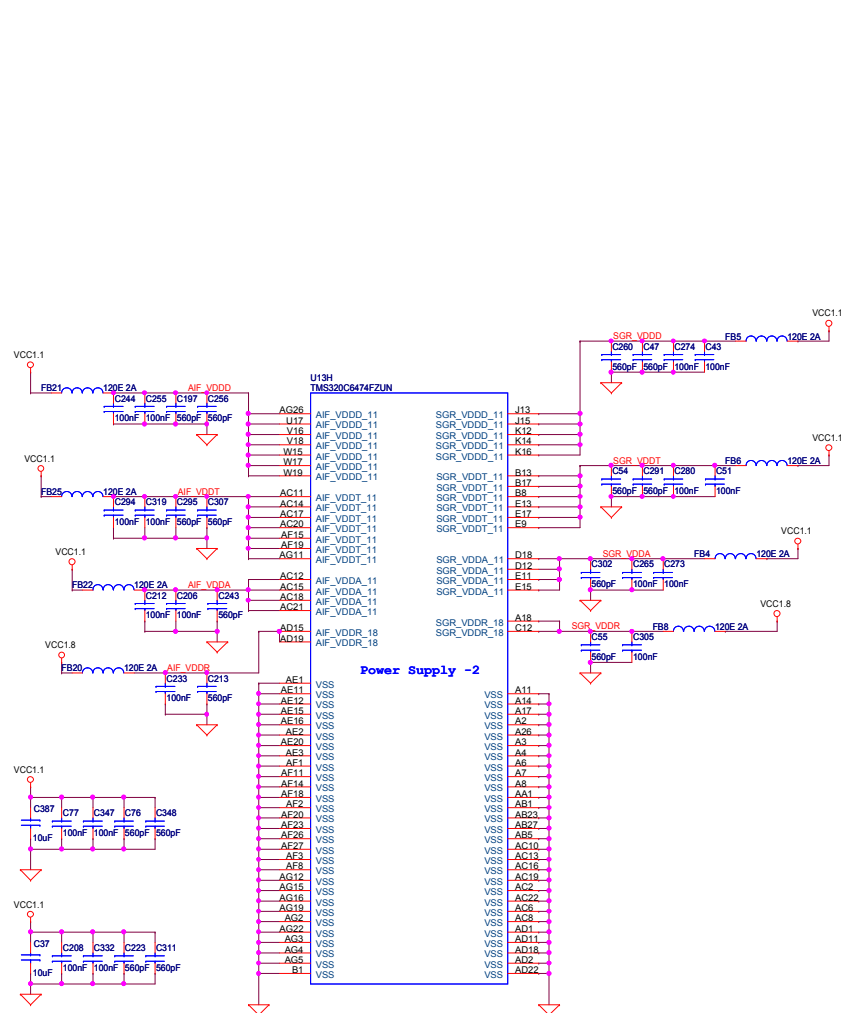 VCC1.1
SGR_VDDD
FB5
120E 2A
C260
C47
C274
C43
560pF
560pF
100nF
100nF
VCC1.1
FB21
120E 2A
AIF_VDDD
C244
C255
C197
C256
100nF
100nF
560pF
560pF
U13H
TMS320C6474FZUN
AG26
U17
V16
V18
W15
W17
W19
AIF_VDDD_11
AIF_VDDD_11
AIF_VDDD_11
AIF_VDDD_11
AIF_VDDD_11
AIF_VDDD_11
AIF_VDDD_11
SGR_VDDD_11
SGR_VDDD_11
SGR_VDDD_11
SGR_VDDD_11
SGR_VDDD_11
J13
J15
K12
K14
K16
VCC1.1
SGR_VDDT
FB6
120E 2A
C54
C291
C280
C51
560pF
560pF
100nF
100nF
VCC1.1
FB25
120E 2A
AIF_VDDT
C294
C319
C295
C307
100nF
100nF
560pF
560pF
AC11
AC14
AC17
AC20
AF15
AF19
AG11
AIF_VDDT_11
AIF_VDDT_11
AIF_VDDT_11
AIF_VDDT_11
AIF_VDDT_11
AIF_VDDT_11
AIF_VDDT_11
SGR_VDDT_11
SGR_VDDT_11
SGR_VDDT_11
SGR_VDDT_11
SGR_VDDT_11
SGR_VDDT_11
B13
B17
B8
E13
E17
E9
VCC1.1
SGR_VDDA
FB4
120E 2A
C302
C265
C273
560pF
100nF
100nF
VCC1.1
FB22
120E 2A
AIF_VDDA
C212
C206
C243
100nF
100nF
560pF
AC12
AC15
AC18
AC21
AIF_VDDA_11
AIF_VDDA_11
AIF_VDDA_11
AIF_VDDA_11
SGR_VDDA_11
SGR_VDDA_11
SGR_VDDA_11
SGR_VDDA_11
D18
D12
E11
E15
VCC1.8
SGR_VDDR
FB8
120E 2A
C55
C305
560pF
100nF
VCC1.8
FB20
120E 2A
AIF_VDDR
C233
C213
100nF
560pF
AD15
AD19
AIF_VDDR_18
AIF_VDDR_18
SGR_VDDR_18
SGR_VDDR_18
A18
C12
Power Supply -2
AE1 VSS
AE11 VSS VSS A11
AE12 VSS VSS A14
AE15 VSS VSS A17
AE16 VSS VSS A2
AE2 VSS VSS A26
AE20 VSS VSS A3
AE3 VSS VSS A4
AF1 VSS VSS A6
AF11 VSS VSS A7
AF14 VSS VSS A8
AF18 VSS VSS AA1
AF2 VSS VSS AB1
AF20 VSS VSS AB23
AF23 VSS VSS AB27
AF26 VSS VSS AB5
AF27 VSS VSS AC10
AF3 VSS VSS AC13
AF8 VSS VSS AC16
AG12 VSS VSS AC19
AG15 VSS VSS AC2
AG16 VSS VSS AC22
AG19 VSS VSS AC6
AG2 VSS VSS AC8
AG22 VSS VSS AD1
AG3 VSS VSS AD11
AG4 VSS VSS AD18
AG5 VSS VSS AD2
B1 VSS VSS AD22
VCC1.1
C387
C77
C347
C76
C348
10uF
100nF
100nF
560pF
560pF
VCC1.1
C37
C208
C332
C223
C311
10uF
100nF
100nF
560pF
560pF